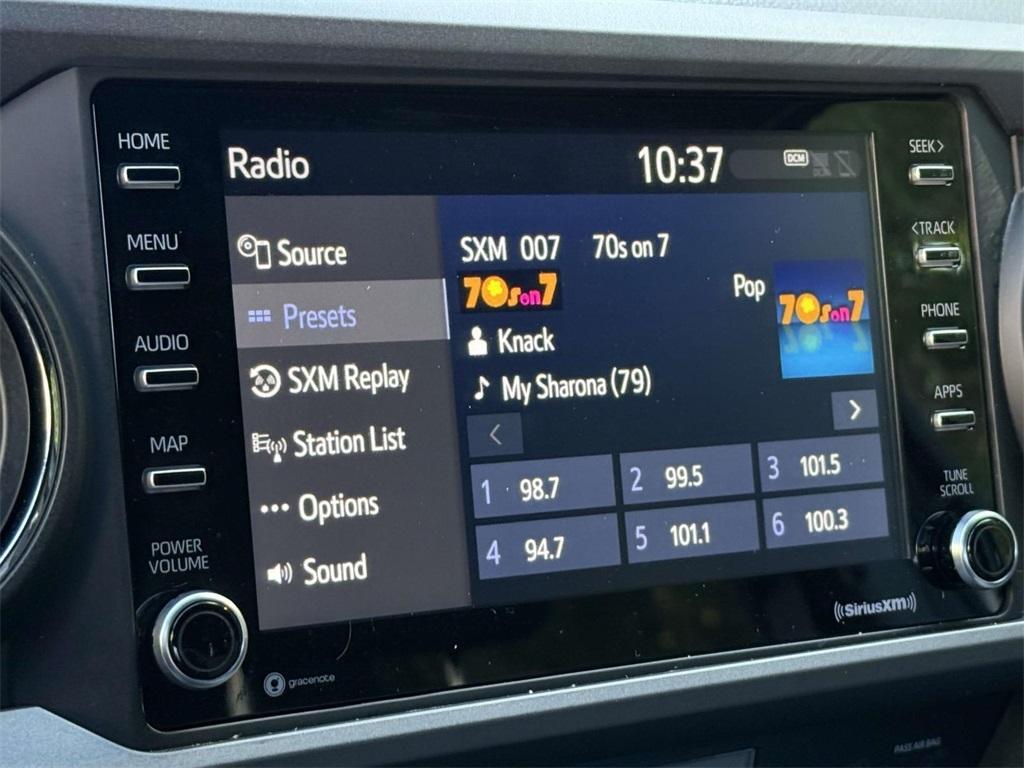 HOME
MENU
AUDIO
MAP
POWER
VOLUME
gracenote
Radio
10:37
DCM
Source
Presets
SXM Replay
Station List
Options
Sound
SXM 007 70s on 7
70s on 7
Pop
70s on 7
Knack
My Sharona (79)
<
>
1 98.7
2 99.5
3 101.5
4 94.7
5 101.1
6 100.3
SEEK>
<TRACK
PHONE
APPS
TUNE
SCROLL
((SiriusXM))
PASS AIR BAG